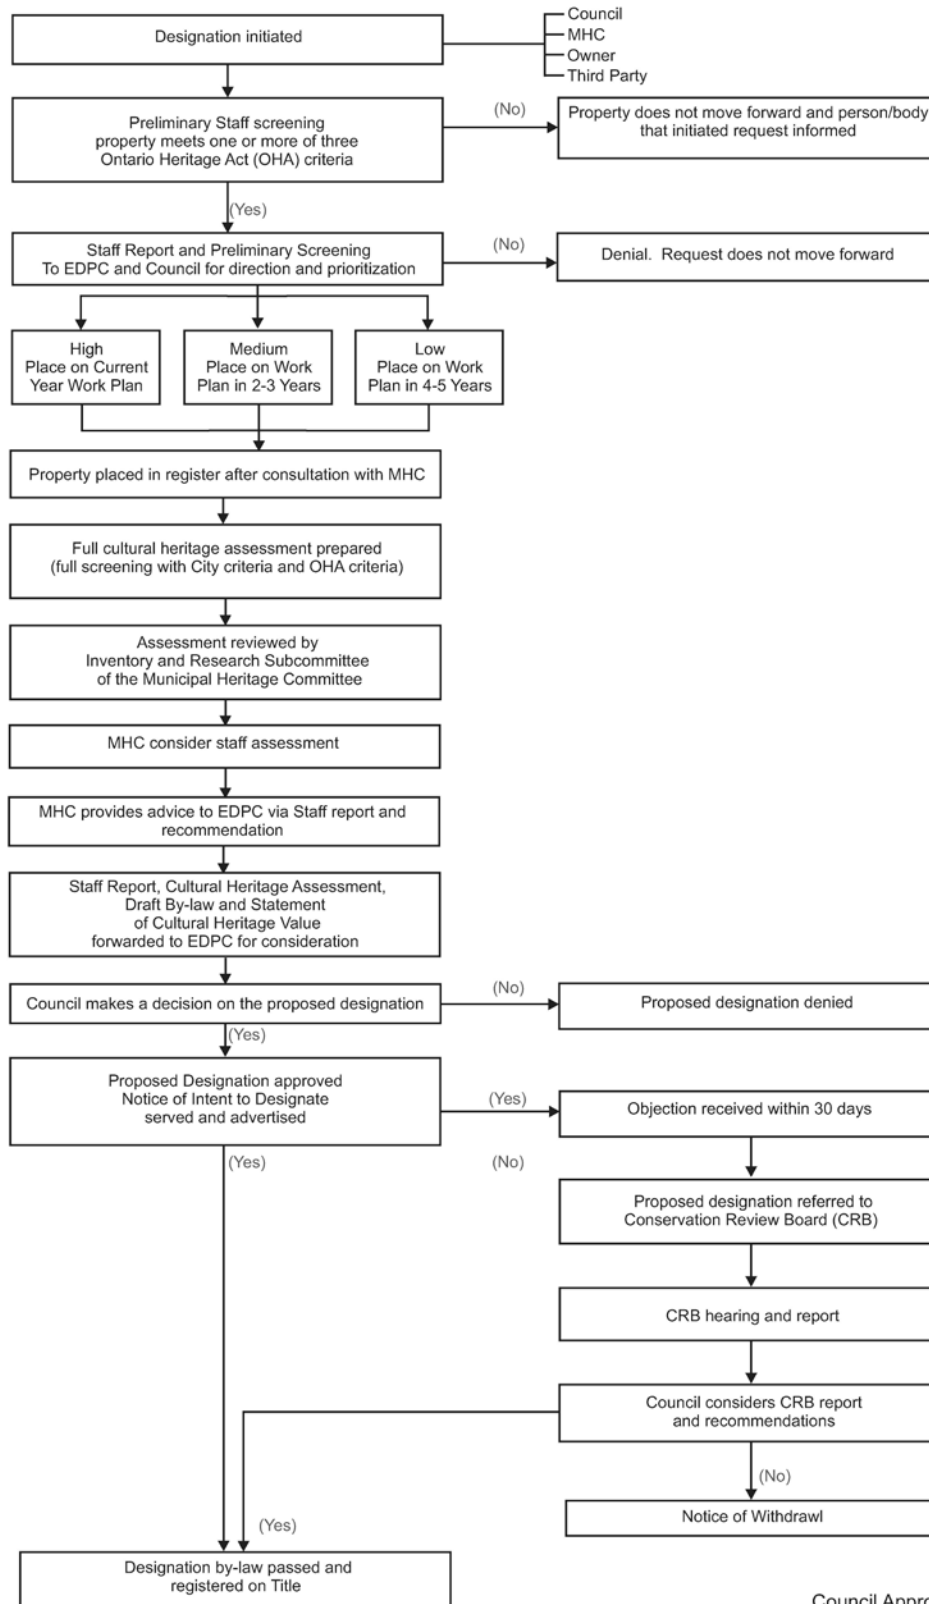 Designation initiated
Council
MHC
Owner
Third Party
Preliminary Staff screening
property meets one or more of three
Ontario Heritage Act (OHA) criteria
(No)
Property does not move forward and person/body
that initiated request informed
(Yes)
Staff Report and Preliminary Screening
To EDPC and Council for direction and prioritization
(No)
Denial. Request does not move forward
High
Place on Current
Year Work Plan
Medium
Place on Work
Plan in 2-3 Years
Low
Place on Work
Plan in 4-5 Years
Property placed in register after consultation with MHC
Full cultural heritage assessment prepared
(full screening with City criteria and OHA criteria)
Assessment reviewed by
Inventory and Research Subcommittee
of the Municipal Heritage Committee
MHC consider staff assessment
MHC provides advice to EDPC via Staff report and
recommendation
Staff Report, Cultural Heritage Assessment,
Draft By-law and Statement
of Cultural Heritage Value
forwarded to EDPC for consideration
Council makes a decision on the proposed designation
(No)
Proposed designation denied
(Yes)
Proposed Designation approved
Notice of Intent to Designate
served and advertised
(Yes)
Objection received within 30 days
(Yes)
(No)
Proposed designation referred to
Conservation Review Board (CRB)
CRB hearing and report
Council considers CRB report
and recommendations
(No)
Notice of Withdrawl
(Yes)
Designation by-law passed and
registered on Title
Council Appro